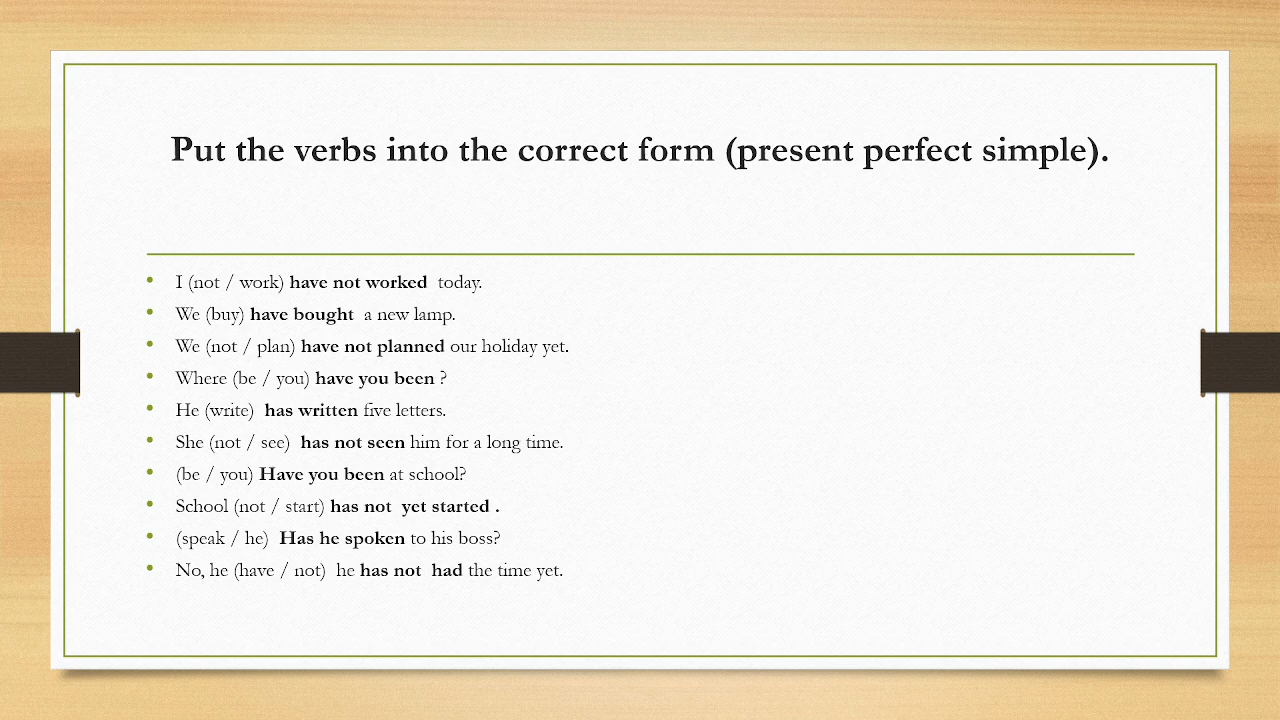 Put the verbs into the correct form (present perfect simple).
• I (not / work) have not worked  today.
• We (buy) have bought  a new lamp.
• We (not / plan) have not planned our holiday yet.
• Where (be / you) have you been ?
• He (write)  has written five letters.
• She (not / see)  has not seen him for a long time.
• (be / you) Have you been at school?
• School (not / start) has not  yet started .
• (speak / he)  Has he spoken to his boss?
• No, he (have / not)  he has not  had the time yet.